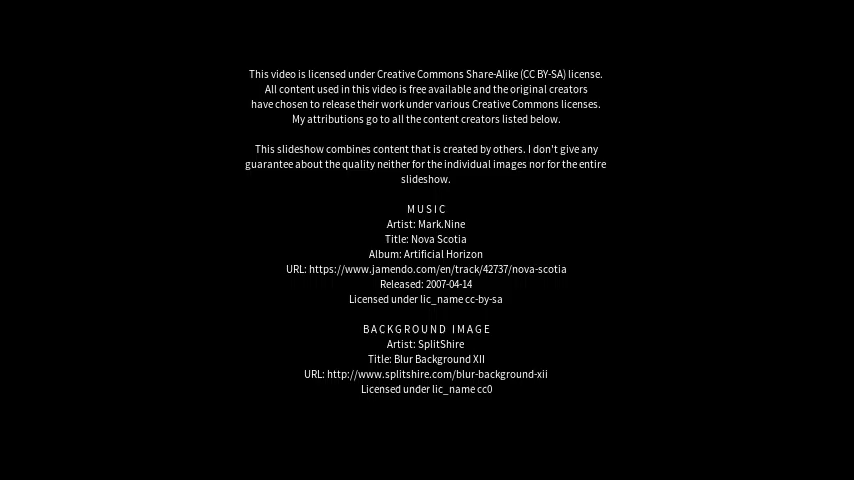 This video is licensed under Creative Commons Share-Alike (CC BY-SA) license.
All content used in this video is free available and the original creators
have chosen to release their work under various Creative Commons licenses.
My attributions go to all the content creators listed below.
This slideshow combines content that is created by others. I don't give any
guarantee about the quality neither for the individual images nor for the entire
slideshow.
MUSIC
Artist: Mark.Nine
Title: Nova Scotia
Album: Artificial Horizon
URL: https://www.jamendo.com/en/track/42737/nova-scotia
Released: 2007-04-14
Licensed under lic_name cc-by-sa
BACKGROUND IMAGE
Artist: SplitShire
Title: Blur Background XII
URL: http://www.splitshire.com/blur-background-xii
Licensed under lic_name cc0